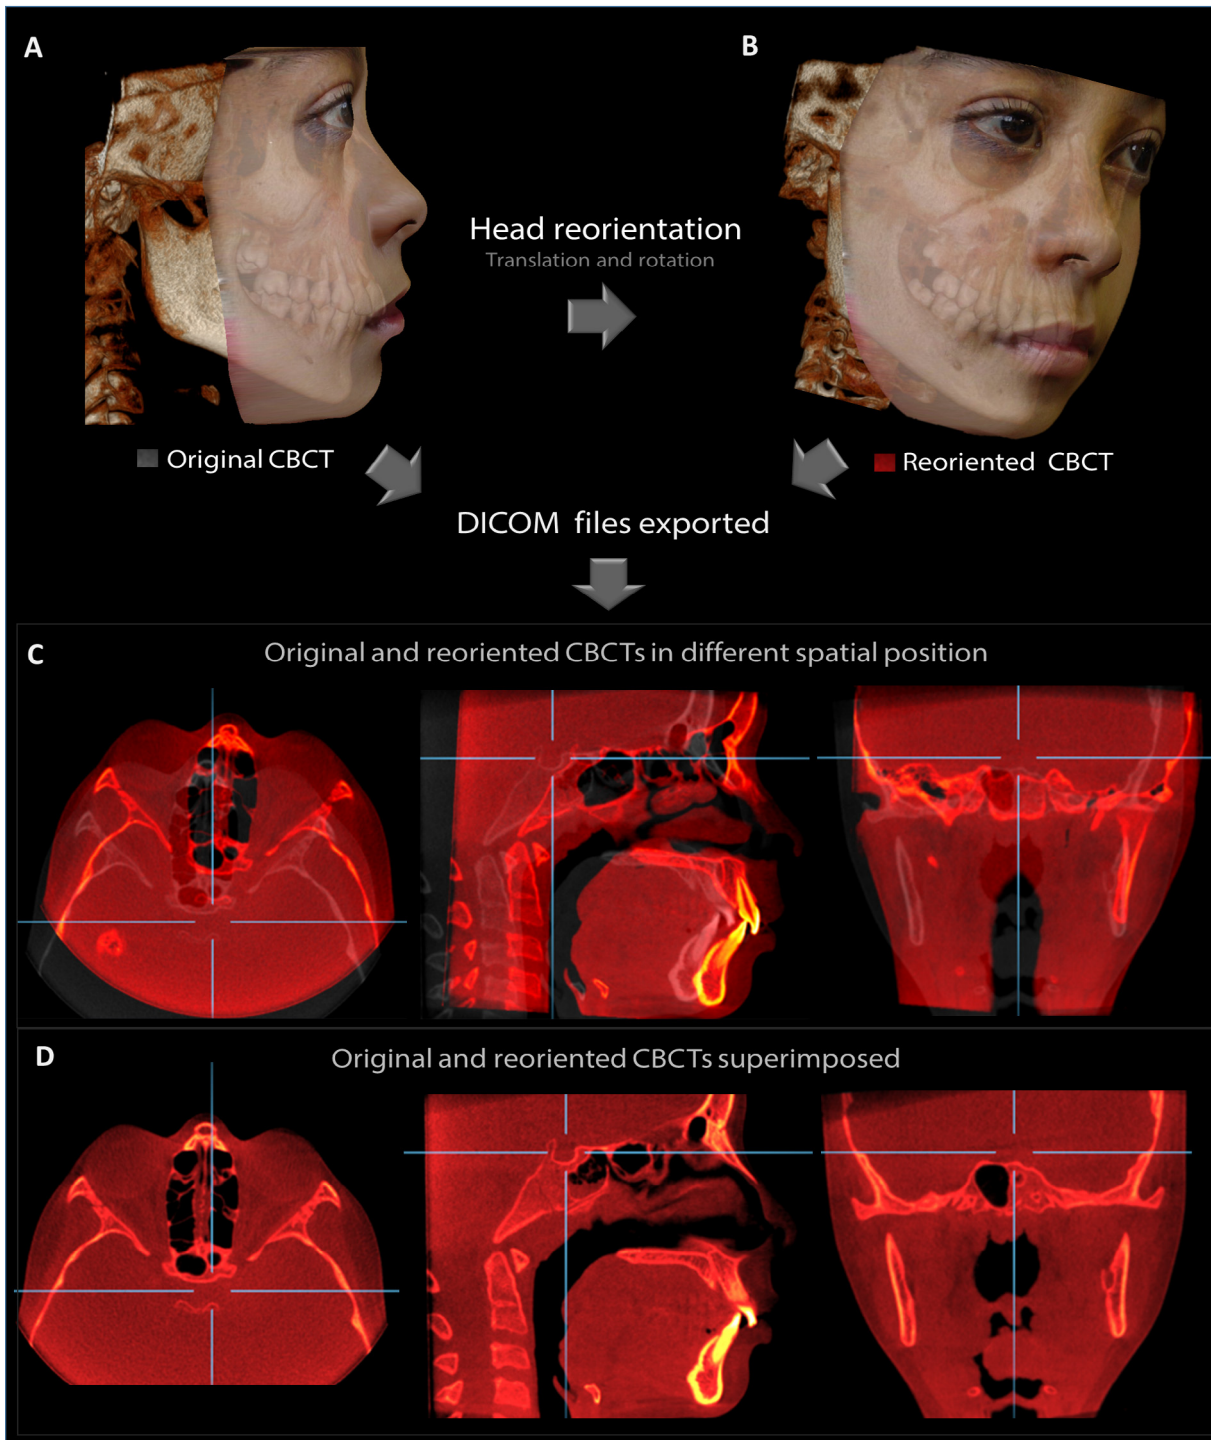 A
B
Head reorientation
Translation and rotation
Original CBCT
Reoriented CBCT
DICOM files exported
C
Original and reoriented CBCTs in different spatial position
D
Original and reoriented CBCTs superimposed